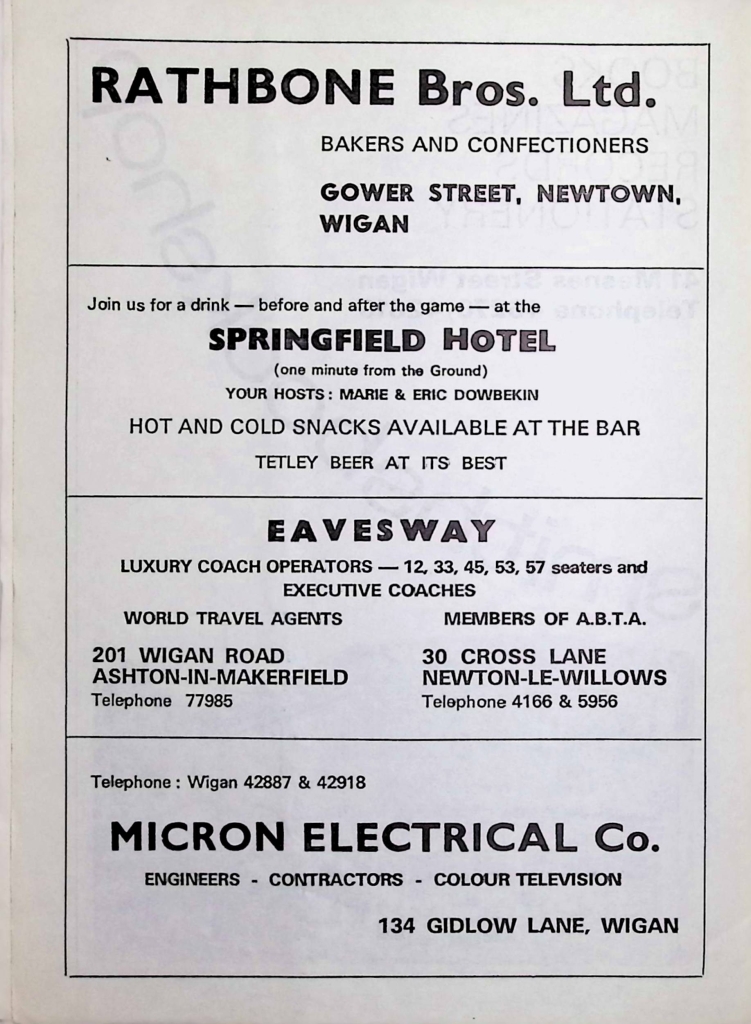 RATHBONE Bros. Ltd.
BAKERS AND CONFECTIONERS
GOWER STREET, NEWTOWN,
WIGAN
Join us for a drink — before and after the game — at the
SPRINGFIELD HOTEL
(one minute from the Ground)
YOUR HOSTS: MARIE & ERIC DOWBEKIN
HOT AND COLD SNACKS AVAILABLE AT THE BAR
TETLEY BEER AT ITS BEST
EAVESWAY
LUXURY COACH OPERATORS — 12, 33, 45, 53, 57 seaters and
EXECUTIVE COACHES
WORLD TRAVEL AGENTS MEMBERS OF A.B.T.A.
201 WIGAN ROAD
ASHTON-IN-MAKERFIELD
Telephone 77985
30 CROSS LANE
NEWTON-LE-WILLOWS
Telephone 4166 & 5956
Telephone: Wigan 42887 & 42918
MICRON ELECTRICAL Co.
ENGINEERS - CONTRACTORS - COLOUR TELEVISION
134 GIDLOW LANE, WIGAN